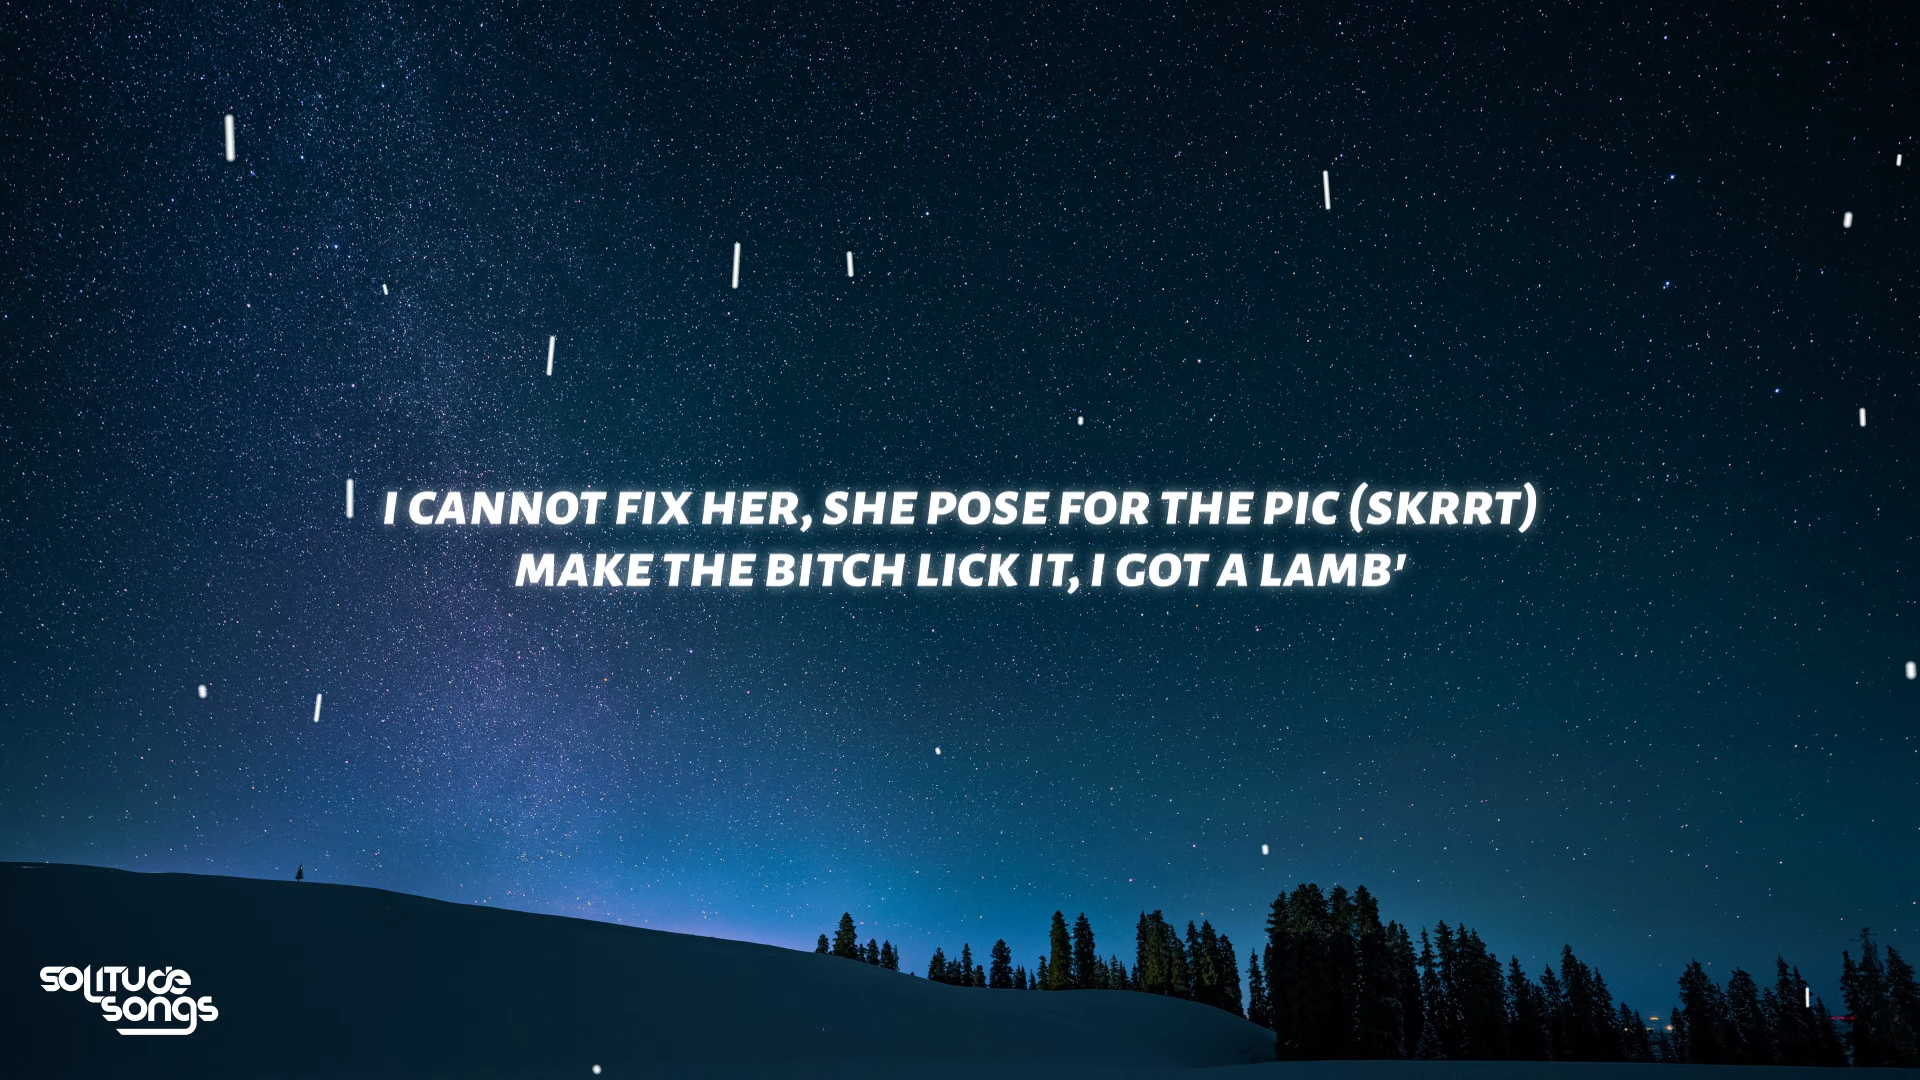 I CANNOT FIX HER, SHE POSE FOR THE PIC (SKRRT)
MAKE THE BITCH LICK IT, I GOT A LAMB'
SOLITUDE
SONGS